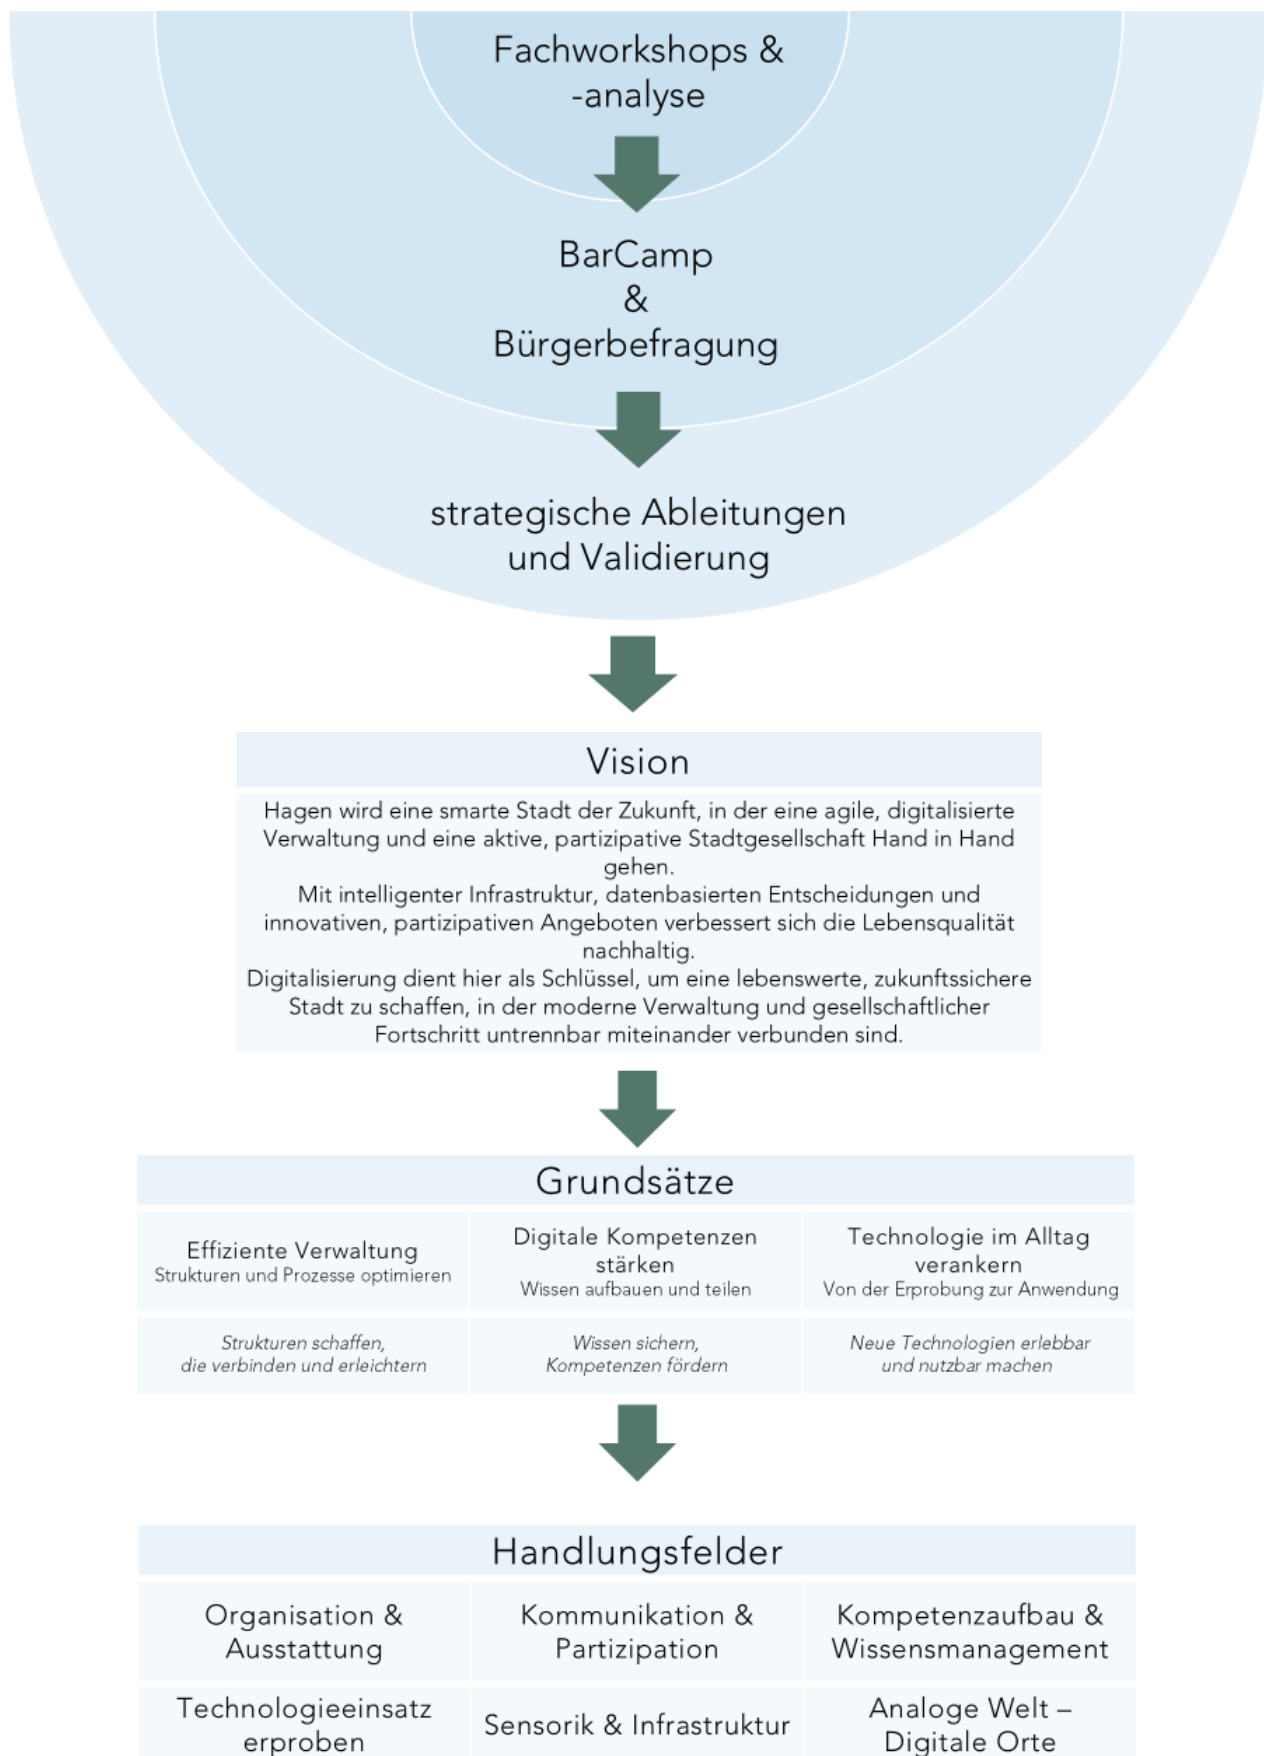 Fachworkshops &
-analyse
BarCamp
&
Bürgerbefragung
strategische Ableitungen
und Validierung
Vision
Hagen wird eine smarte Stadt der Zukunft, in der eine agile, digitalisierte
Verwaltung und eine aktive, partizipative Stadtgesellschaft Hand in Hand
gehen.
Mit intelligenter Infrastruktur, datenbasierten Entscheidungen und
innovativen, partizipativen Angeboten verbessert sich die Lebensqualität
nachhaltig.
Digitalisierung dient hier als Schlüssel, um eine lebenswerte, zukunftssichere
Stadt zu schaffen, in der moderne Verwaltung und gesellschaftlicher
Fortschritt untrennbar miteinander verbunden sind.
Grundsätze
Effiziente Verwaltung
Strukturen und Prozesse optimieren
Digitale Kompetenzen
stärken
Wissen aufbauen und teilen
Technologie im Alltag
verankern
Von der Erprobung zur Anwendung
Strukturen schaffen,
die verbinden und erleichtern
Wissen sichern,
Kompetenzen fördern
Neue Technologien erlebbar
und nutzbar machen
Handlungsfelder
Organisation &
Ausstattung
Kommunikation &
Partizipation
Kompetenzaufbau &
Wissensmanagement
Technologieeinsatz
erproben
Sensorik & Infrastruktur
Analoge Welt –
Digitale Orte